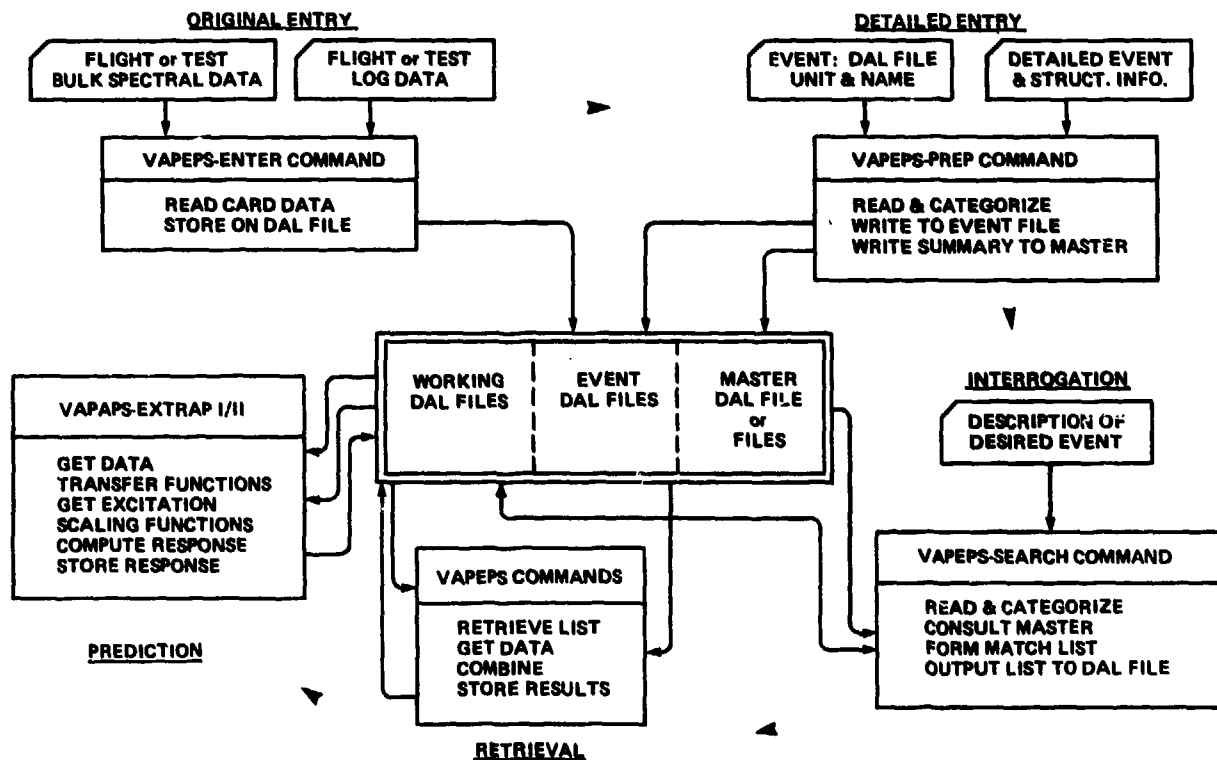 ORIGINAL ENTRY
FLIGHT or TEST
BULK SPECTRAL DATA
FLIGHT or TEST
LOG DATA
VAPEPS-ENTER COMMAND
READ CARD DATA
STORE ON DAL FILE
DETAILED ENTRY
EVENT: DAL FILE
UNIT & NAME
DETAILED EVENT
& STRUCT. INFO.
VAPEPS-PREP COMMAND
READ & CATEGORIZE
WRITE TO EVENT FILE
WRITE SUMMARY TO MASTER
WORKING
DAL FILES
EVENT
DAL FILES
MASTER
DAL FILE
or
FILES
INTERROGATION
DESCRIPTION OF
DESIRED EVENT
VAPEPS-SEARCH COMMAND
READ & CATEGORIZE
CONSULT MASTER
FORM MATCH LIST
OUTPUT LIST TO DAL FILE
VAPAPS-EXTRAP I/II
GET DATA
TRANSFER FUNCTIONS
GET EXCITATION
SCALING FUNCTIONS
COMPUTE RESPONSE
STORE RESPONSE
PREDICTION
VAPEPS COMMANDS
RETRIEVE LIST
GET DATA
COMBINE
STORE RESULTS
RETRIEVAL